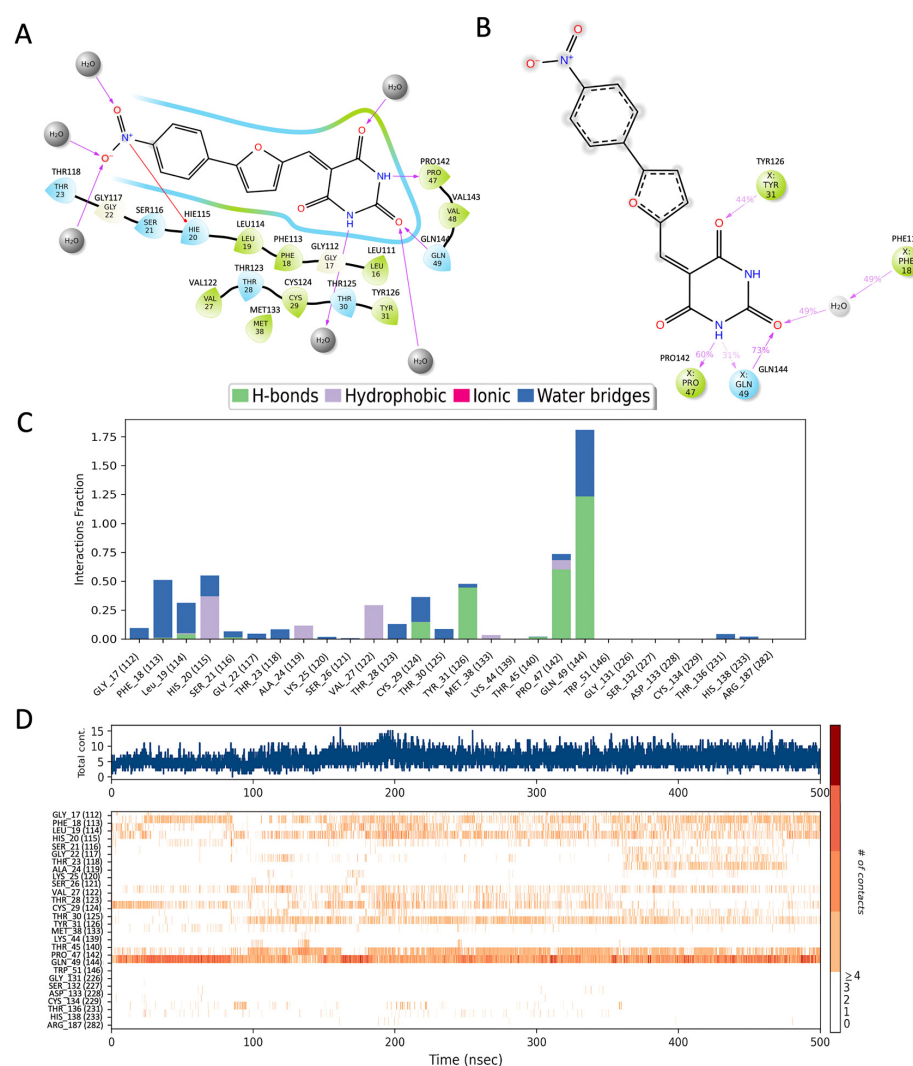 A
B
H₂O
H₂O
H₂O
H₂O
H₂O
H₂O
O
N⁺
O⁻
O
O
NH
O
NH
O
THR118
THR
23
GLY117
GLY
22
SER116
SER
21
HIE115
HIE
20
LEU114
LEU
19
PHE113
PHE
18
GLY112
GLY
17
LEU111
LEU
16
PRO142
PRO
47
VAL143
VAL
48
GLN144
GLN
49
VAL122
VAL
27
THR123
THR
28
CYS124
CYS
29
THR125
THR
30
TYR126
TYR
31
MET133
MET
38
O
O⁻
N⁺
O
O
NH
O
NH
O
TYR126
X:
TYR
31
44%
PHE11
X:
PHE
18
49%
H₂O
49%
PRO142
X:
PRO
47
60%
31%
73%
X:
GLN
49
GLN144
H-bonds Hydrophobic Ionic Water bridges
C
Interactions Fraction
1.75
1.50
1.25
1.00
0.75
0.50
0.25
0.00
GLY_17 (112)
PHE_18 (113)
Leu_19 (114)
HIS_20 (115)
SER_21 (116)
GLY_22 (117)
THR_23 (118)
ALA_24 (119)
LYS_25 (120)
SER_26 (121)
VAL_27 (122)
THR_28 (123)
CYS_29 (124)
THR_30 (125)
TYR_31 (126)
MET_38 (133)
LYS_44 (139)
THR_45 (140)
PRO_47 (142)
GLN_49 (144)
TRP_51 (146)
GLY_131 (226)
SER_132 (227)
ASP_133 (228)
CYS_134 (229)
THR_136 (231)
HIS_138 (233)
ARG_187 (282)
D
Total cont.
15
10
5
0
0 100 200 300 400 500
GLY_17 (112)
PHE_18 (113)
LEU_19 (114)
HIS_20 (115)
SER_21 (116)
GLY_22 (117)
THR_23 (118)
ALA_24 (119)
LYS_25 (120)
SER_26 (121)
VAL_27 (122)
THR_28 (123)
CYS_29 (124)
THR_30 (125)
TYR_31 (126)
MET_38 (133)
LYS_44 (139)
THR_45 (140)
PRO_47 (142)
GLN_49 (144)
TRP_51 (146)
GLY_131 (226)
SER_132 (227)
ASP_133 (228)
CYS_134 (229)
THR_136 (231)
HIS_138 (233)
ARG_187 (282)
0 100 200 300 400 500
Time (nsec)
# of contacts
≥4
3
2
1
0